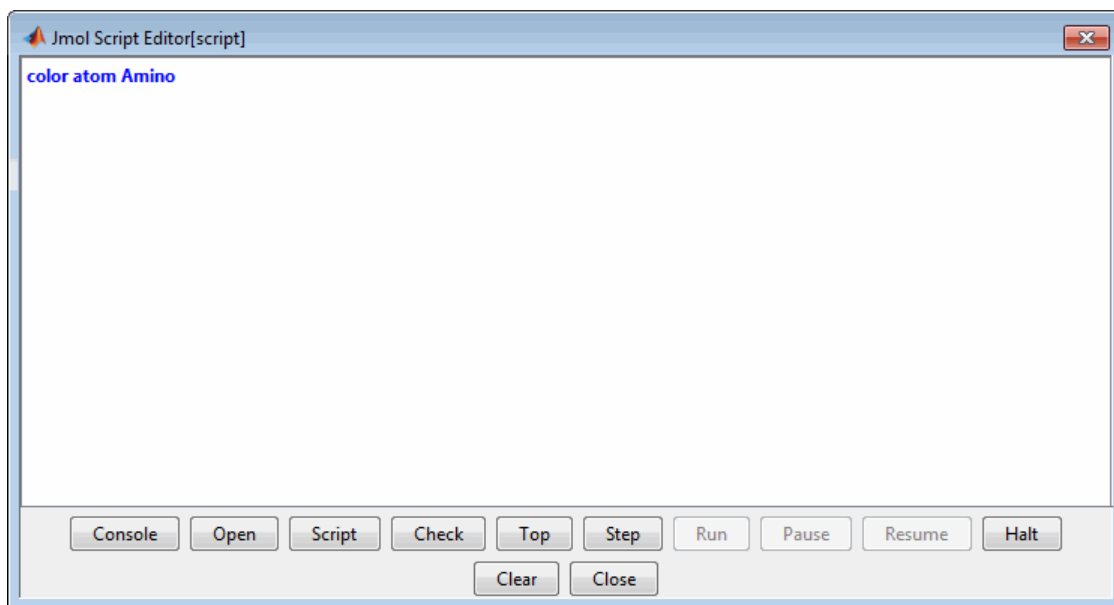 Jmol Script Editor[script]
color atom Amino
Console Open Script Check Top Step Run Pause Resume Halt
Clear Close